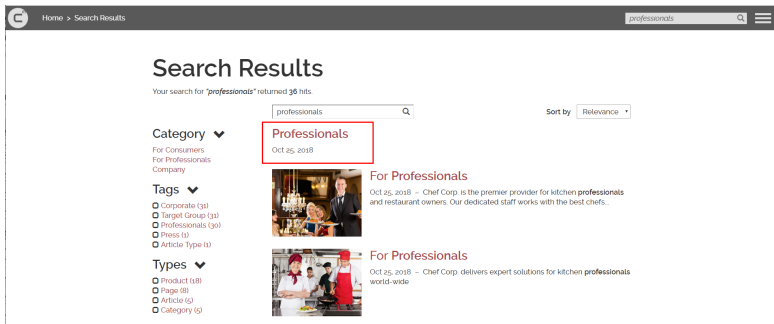 Home > Search Results
professionals
Search Results
Your search for "professionals" returned 36 hits.
professionals
Sort by Relevance
Category
For Consumers
For Professionals
Company
Tags
Corporate (31)
Target Group (31)
Professionals (30)
Press (1)
Article Type (1)
Types
Product (18)
Page (8)
Article (5)
Category (5)
Professionals
Oct 25, 2018
For Professionals
Oct 25, 2018 – Chef Corp. is the premier provider for kitchen professionals
and restaurant owners. Our dedicated staff works with the best chefs...
For Professionals
Oct 25, 2018 – Chef Corp. delivers expert solutions for kitchen professionals
world-wide